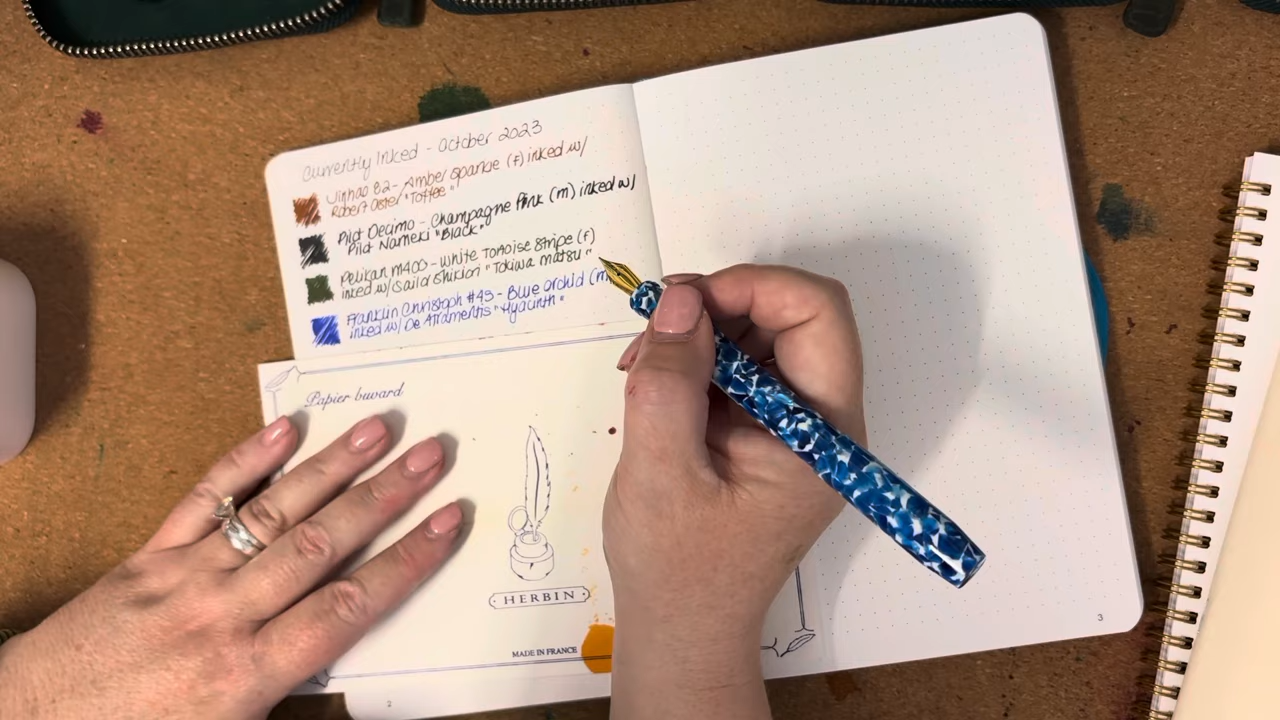 Currently Inked - October 2023
Jinhao 82 - Amber Sparkle (f) inked w/
Robert Oster "Toffee"
Pilot Decimo - Champagne Pink (m) inked w/
Pilot Namiki "Black"
Pelikan M400 - White Tortoise Stripe (f)
inked w/ Sailor Shikiori "Tokiwa Matsu"
Franklin Christoph #45 - Blue Orchid (m
inked w/ De Atramentis "Hyacinth"
Papier buvard
HERBIN
MADE IN FRANCE
2
3